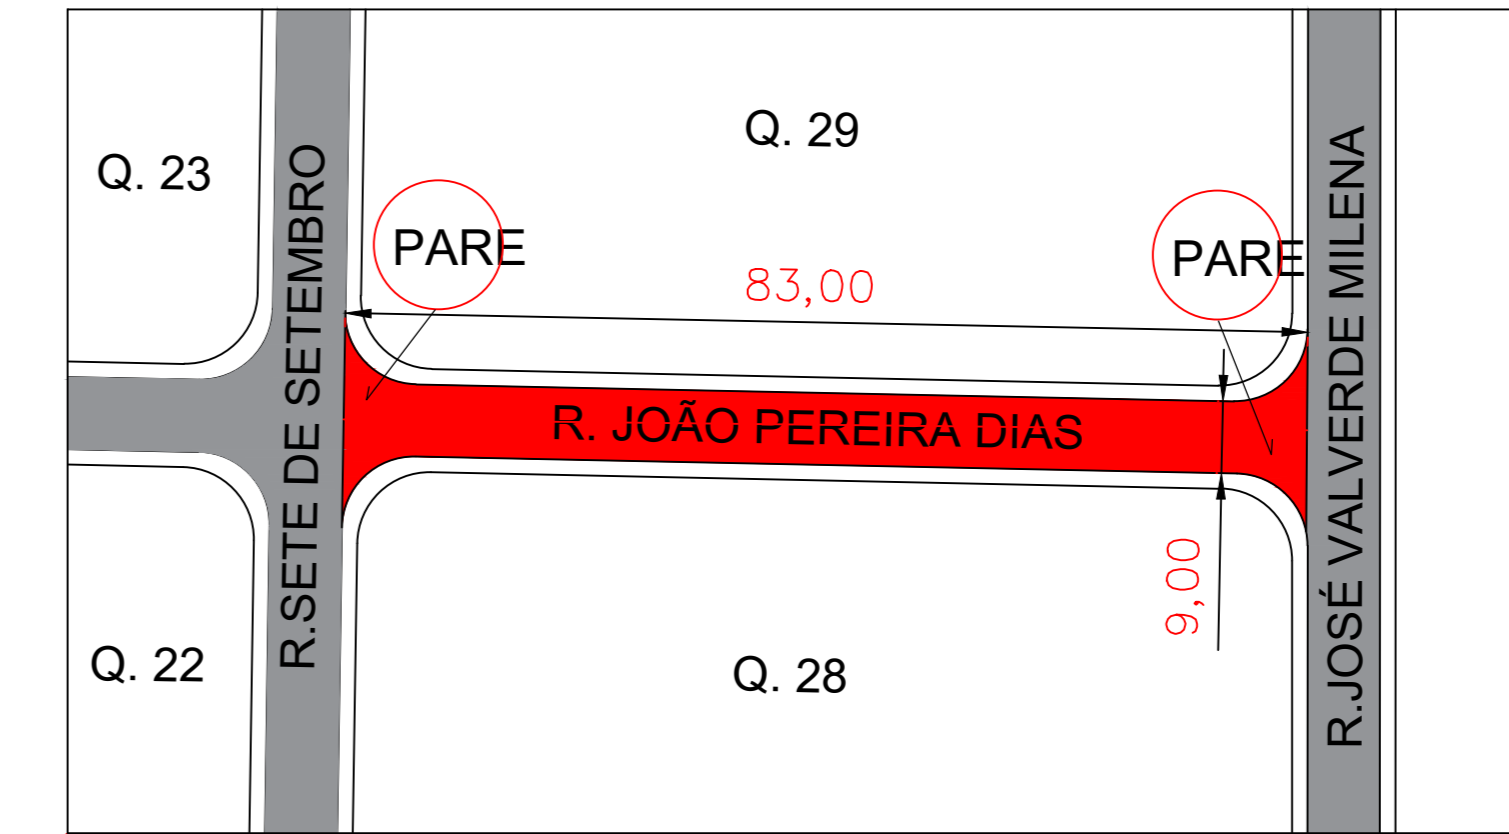 Q. 29
Q. 23
PARE
PARE
83,00
R.SETE DE SETEMBRO
R.JOSÉ VALVERDE MILENA
R. JOÃO PEREIRA DIAS
9,00
Q. 22
Q. 28